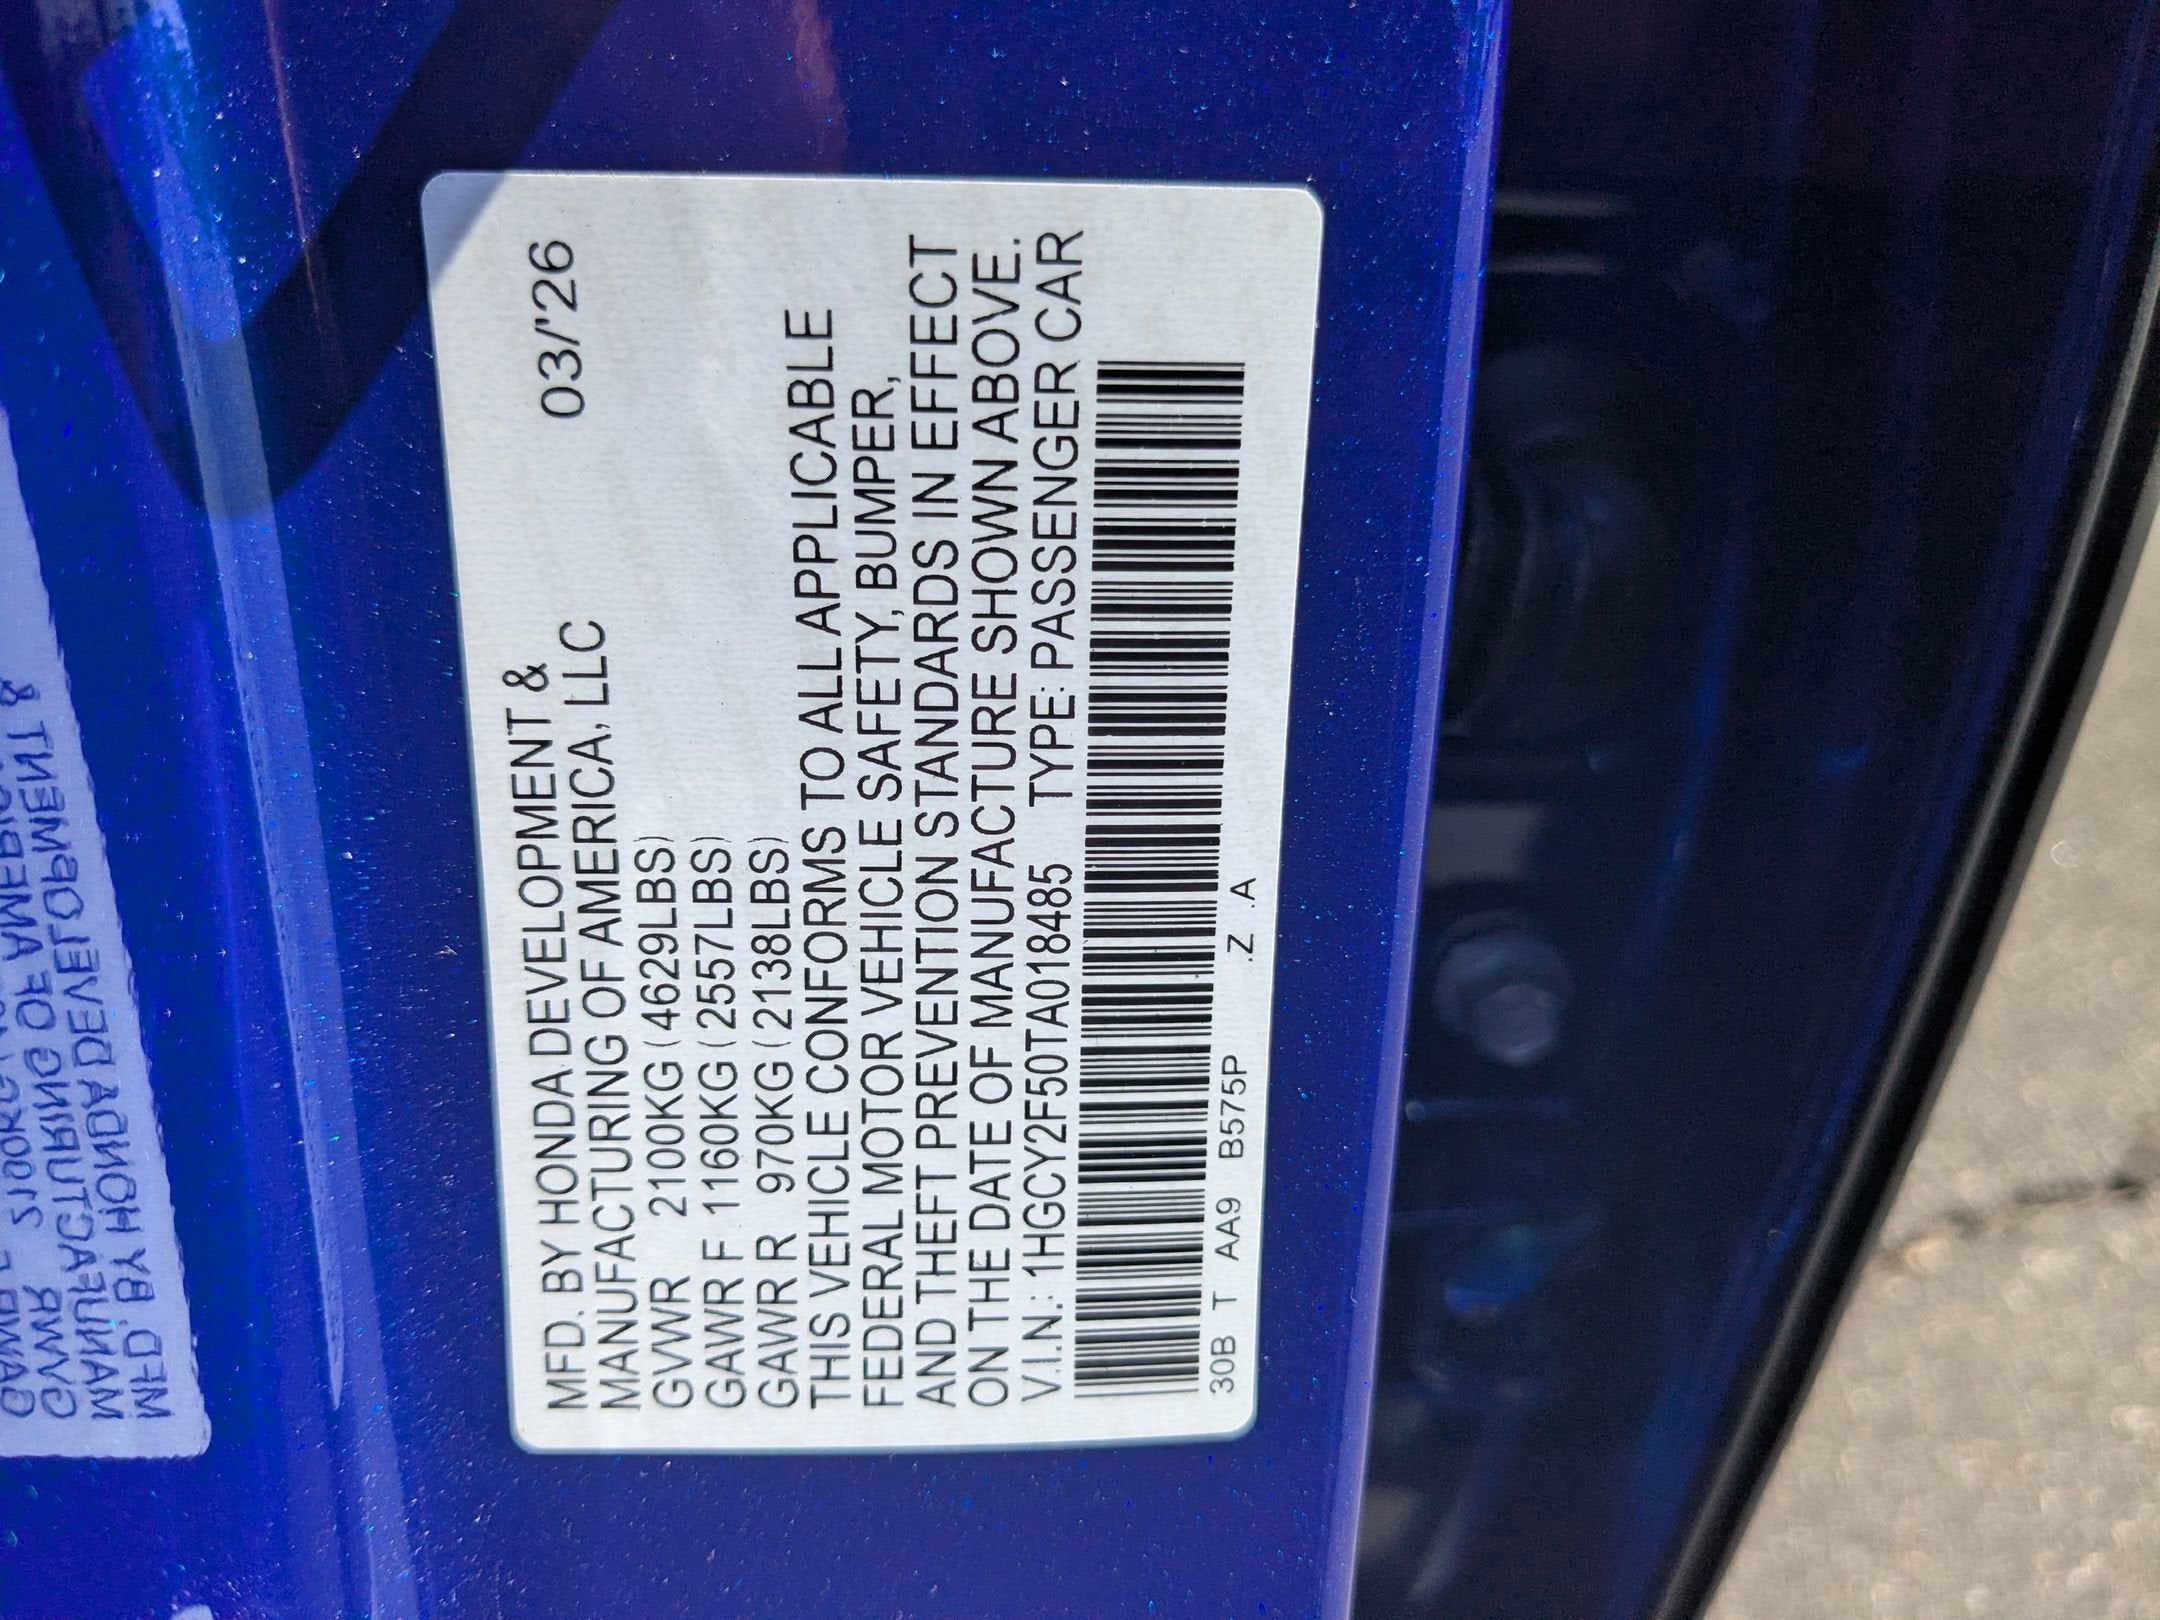 MFD. BY HONDA DEVELOPMENT &
MANUFACTURING OF AMERICA, LLC 03/'26
GVWR 2100KG (4629LBS)
GAWR F 1160KG (2557LBS)
GAWR R 970KG (2138LBS)
THIS VEHICLE CONFORMS TO ALL APPLICABLE
FEDERAL MOTOR VEHICLE SAFETY, BUMPER,
AND THEFT PREVENTION STANDARDS IN EFFECT
ON THE DATE OF MANUFACTURE SHOWN ABOVE.
V.I.N.: 1HGCY2F50TA018485 TYPE: PASSENGER CAR
30B T AA9 B575P .Z .A